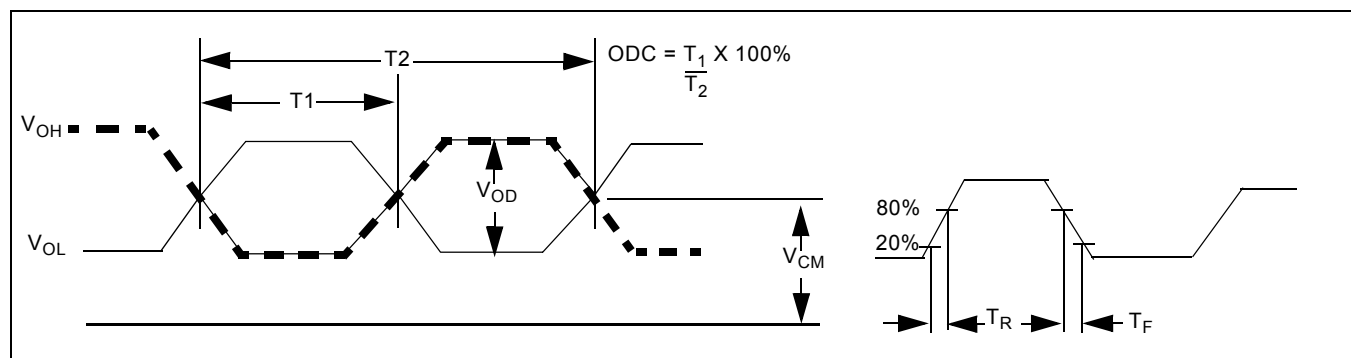 T2
ODC = T1 X 100%
T2
T1
VOH
VOD
VOL
VCM
80%
20%
TR
TF